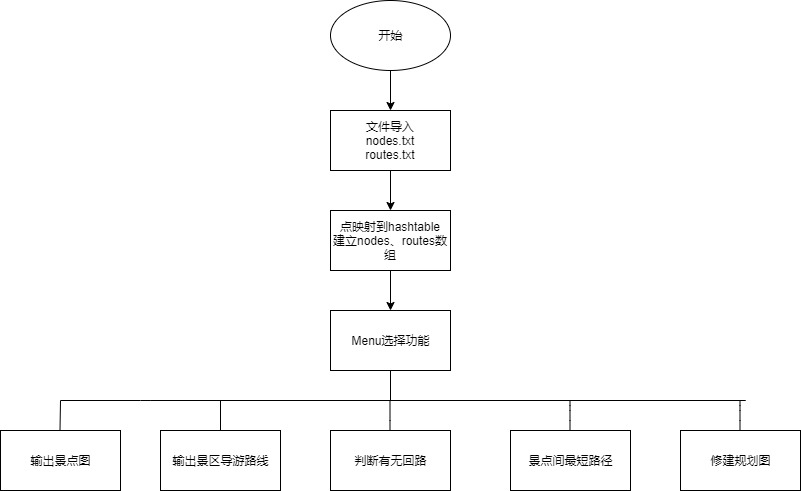 开始
文件导入
nodes.txt
routes.txt
点映射到hashtable
建立nodes、routes数
组
Menu选择功能
输出景点图
输出景区导游路线
判断有无回路
景点间最短路径
修建规划图